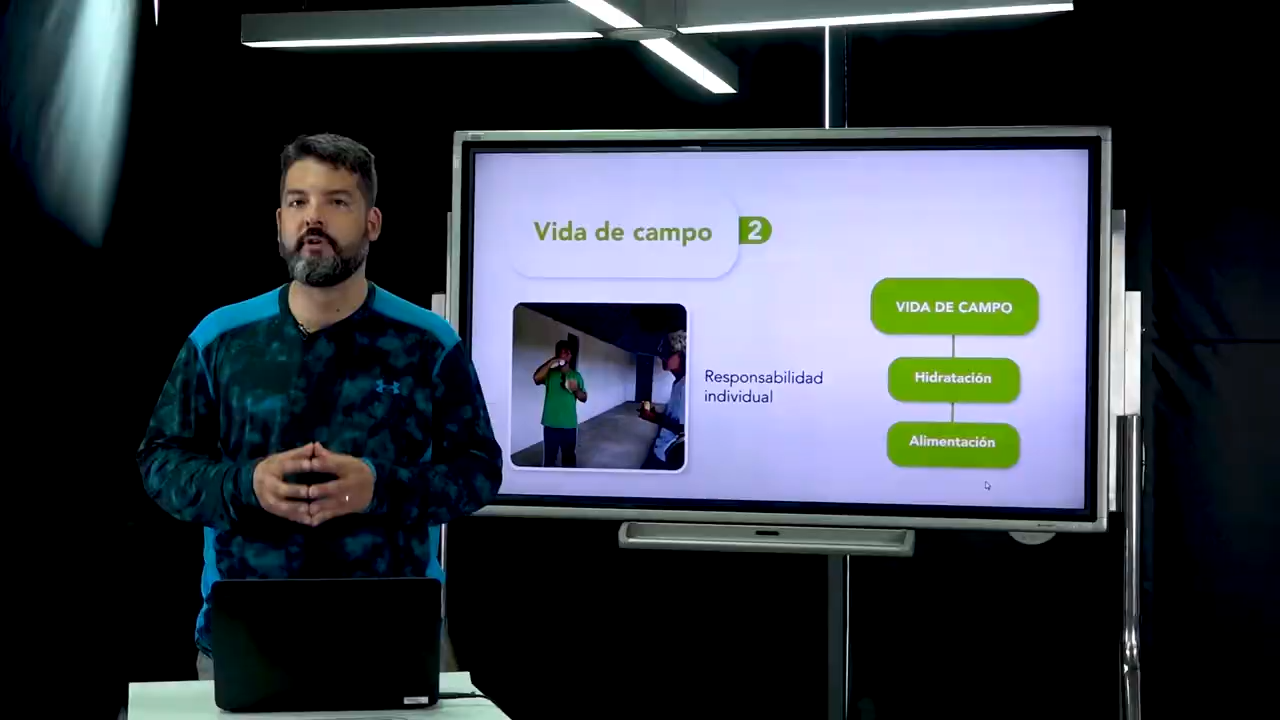 Vida de campo 2
VIDA DE CAMPO
Responsabilidad
individual
Hidratación
Alimentación